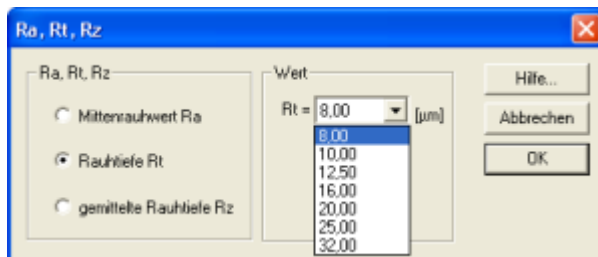 Ra, Rt, Rz
Ra, Rt, Rz
Mittenrauhwert Ra
Rauhtiefe Rt
gemittelte Rauhtiefe Rz
Wert
Rt = 8,00 [µm]
8,00
10,00
12,50
16,00
20,00
25,00
32,00
Hilfe...
Abbrechen
OK